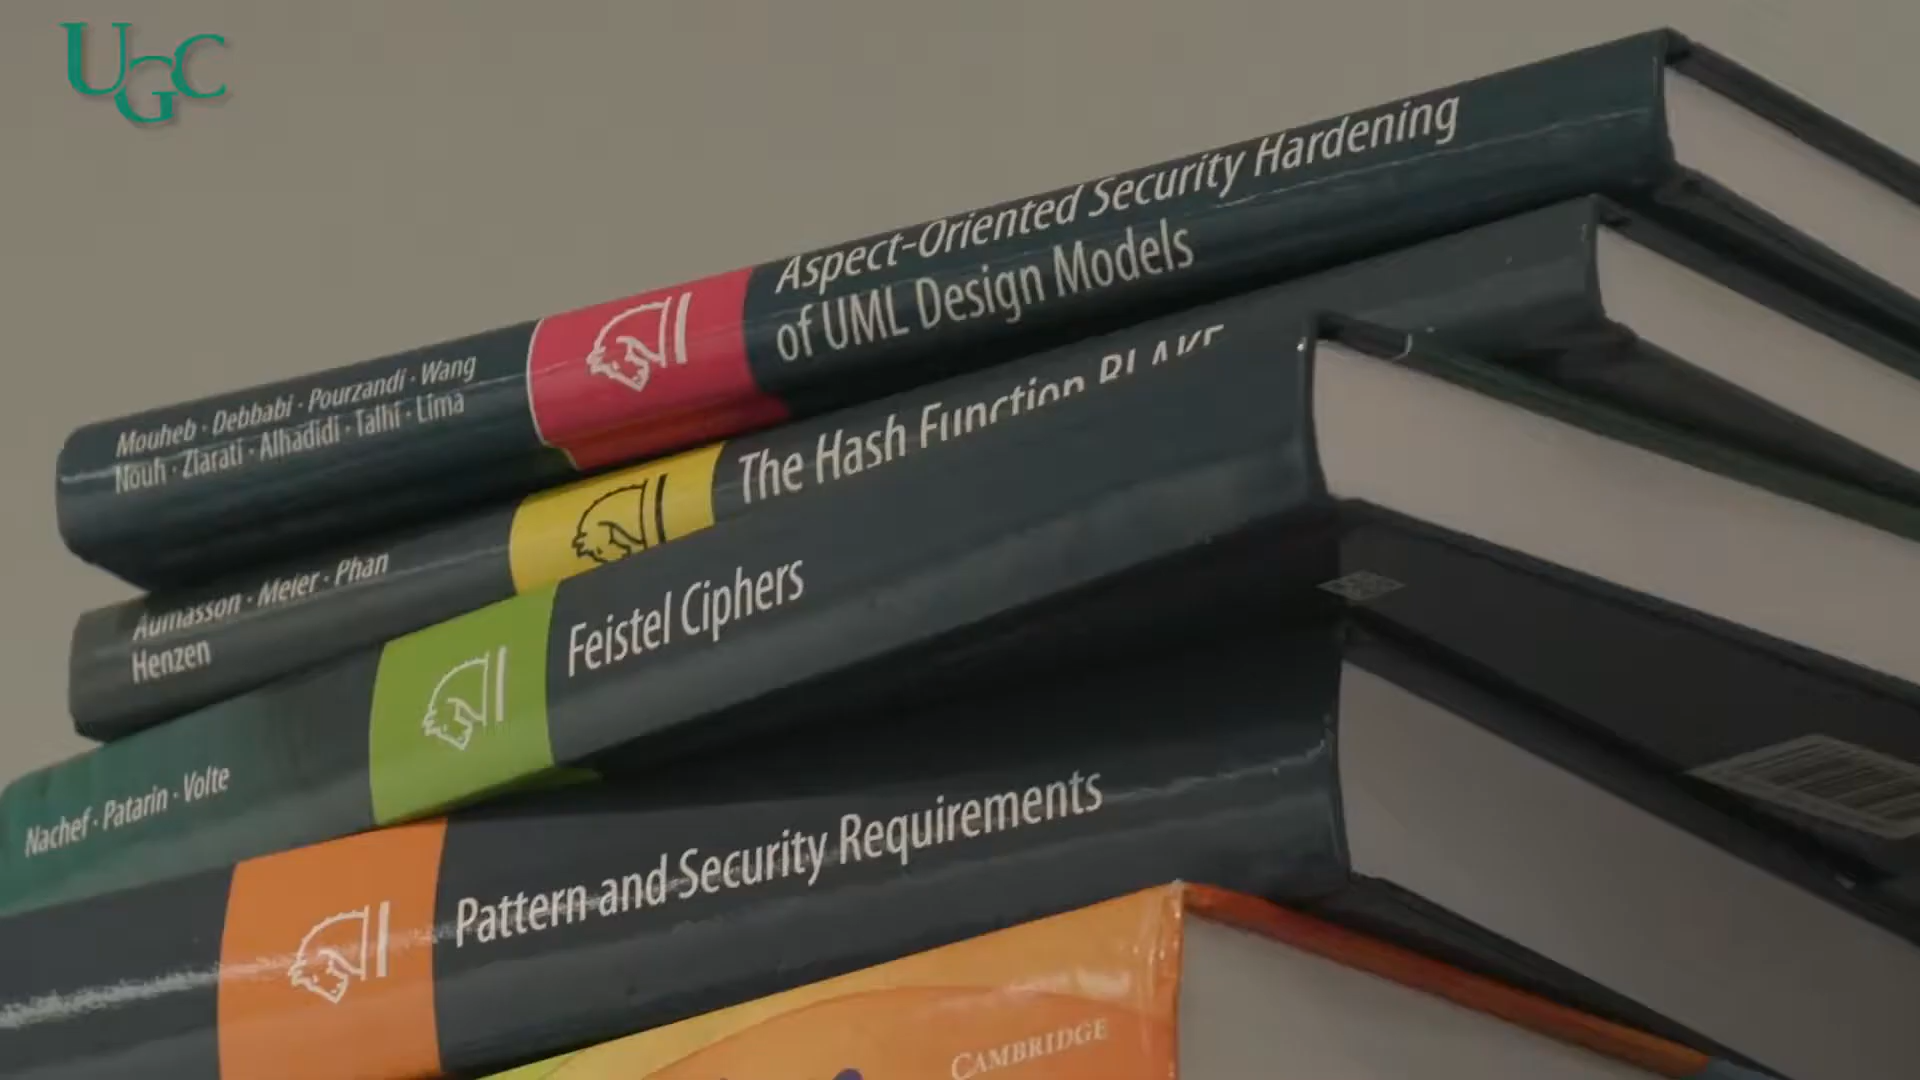 UGC
Aspect-Oriented Security Hardening
of UML Design Models
Mouheb · Debbabi · Pourzandi · Wang
Nouh · Ziarati · Alhadidi · Talhi · Lima
The Hash Function BLAKE
Aumasson · Meier · Phan
Henzen
Feistel Ciphers
Nachef · Patarin · Volte
Pattern and Security Requirements
CAMBRIDGE